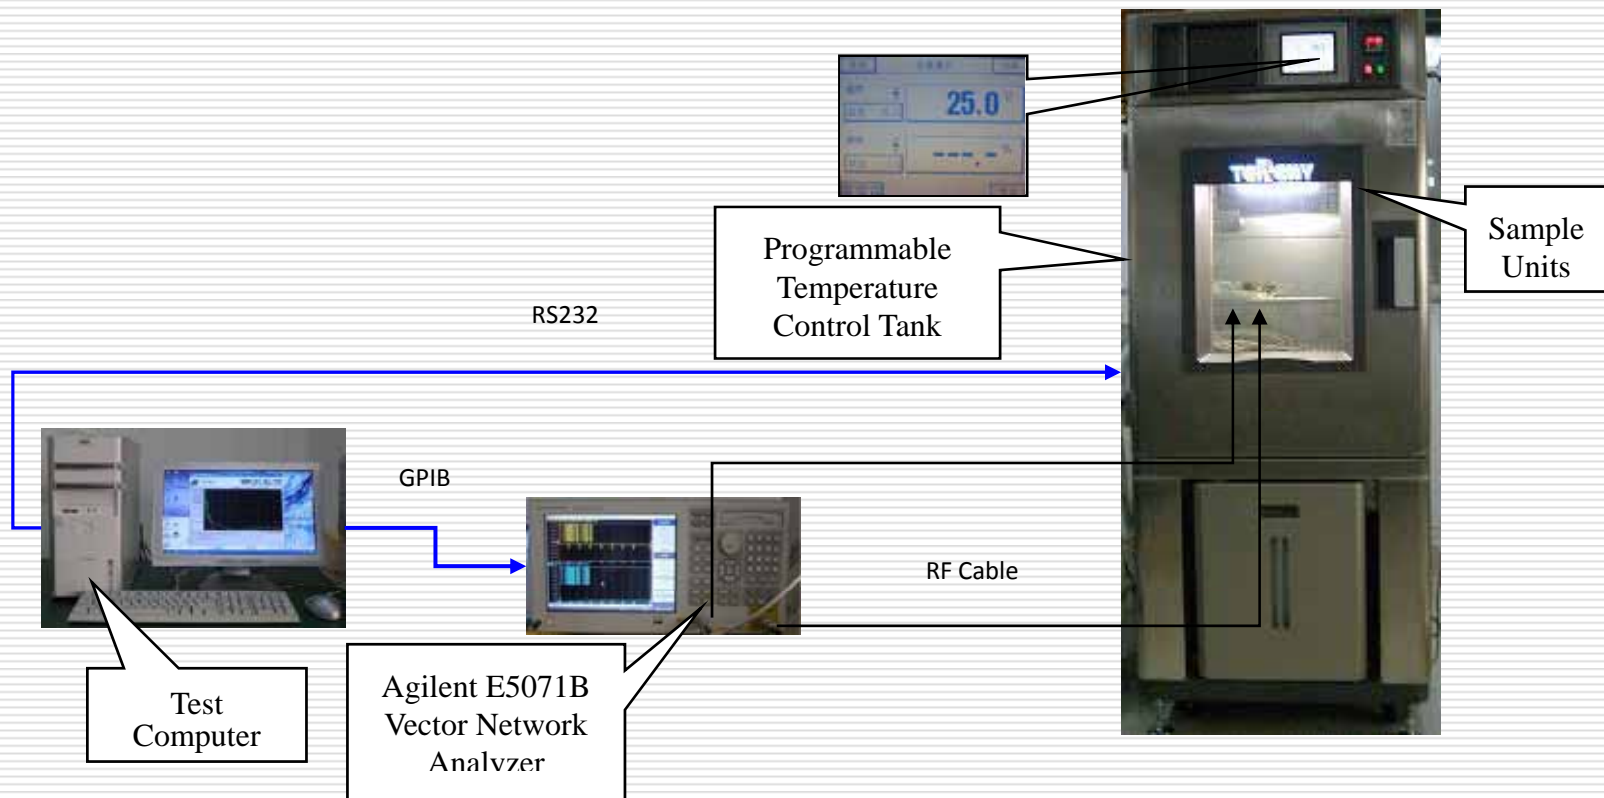 25.0
Programmable
Temperature
Control Tank
Sample
Units
RS232
GPIB
RF Cable
Test
Computer
Agilent E5071B
Vector Network
Analyzer